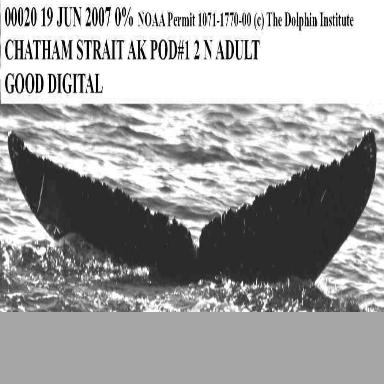 00020 19 JUN 2007 0% NOAA Permit 1071-1770-00 (c) The Dolphin Institute
CHATHAM STRAIT AK POD#1 2 N ADULT
GOOD DIGITAL